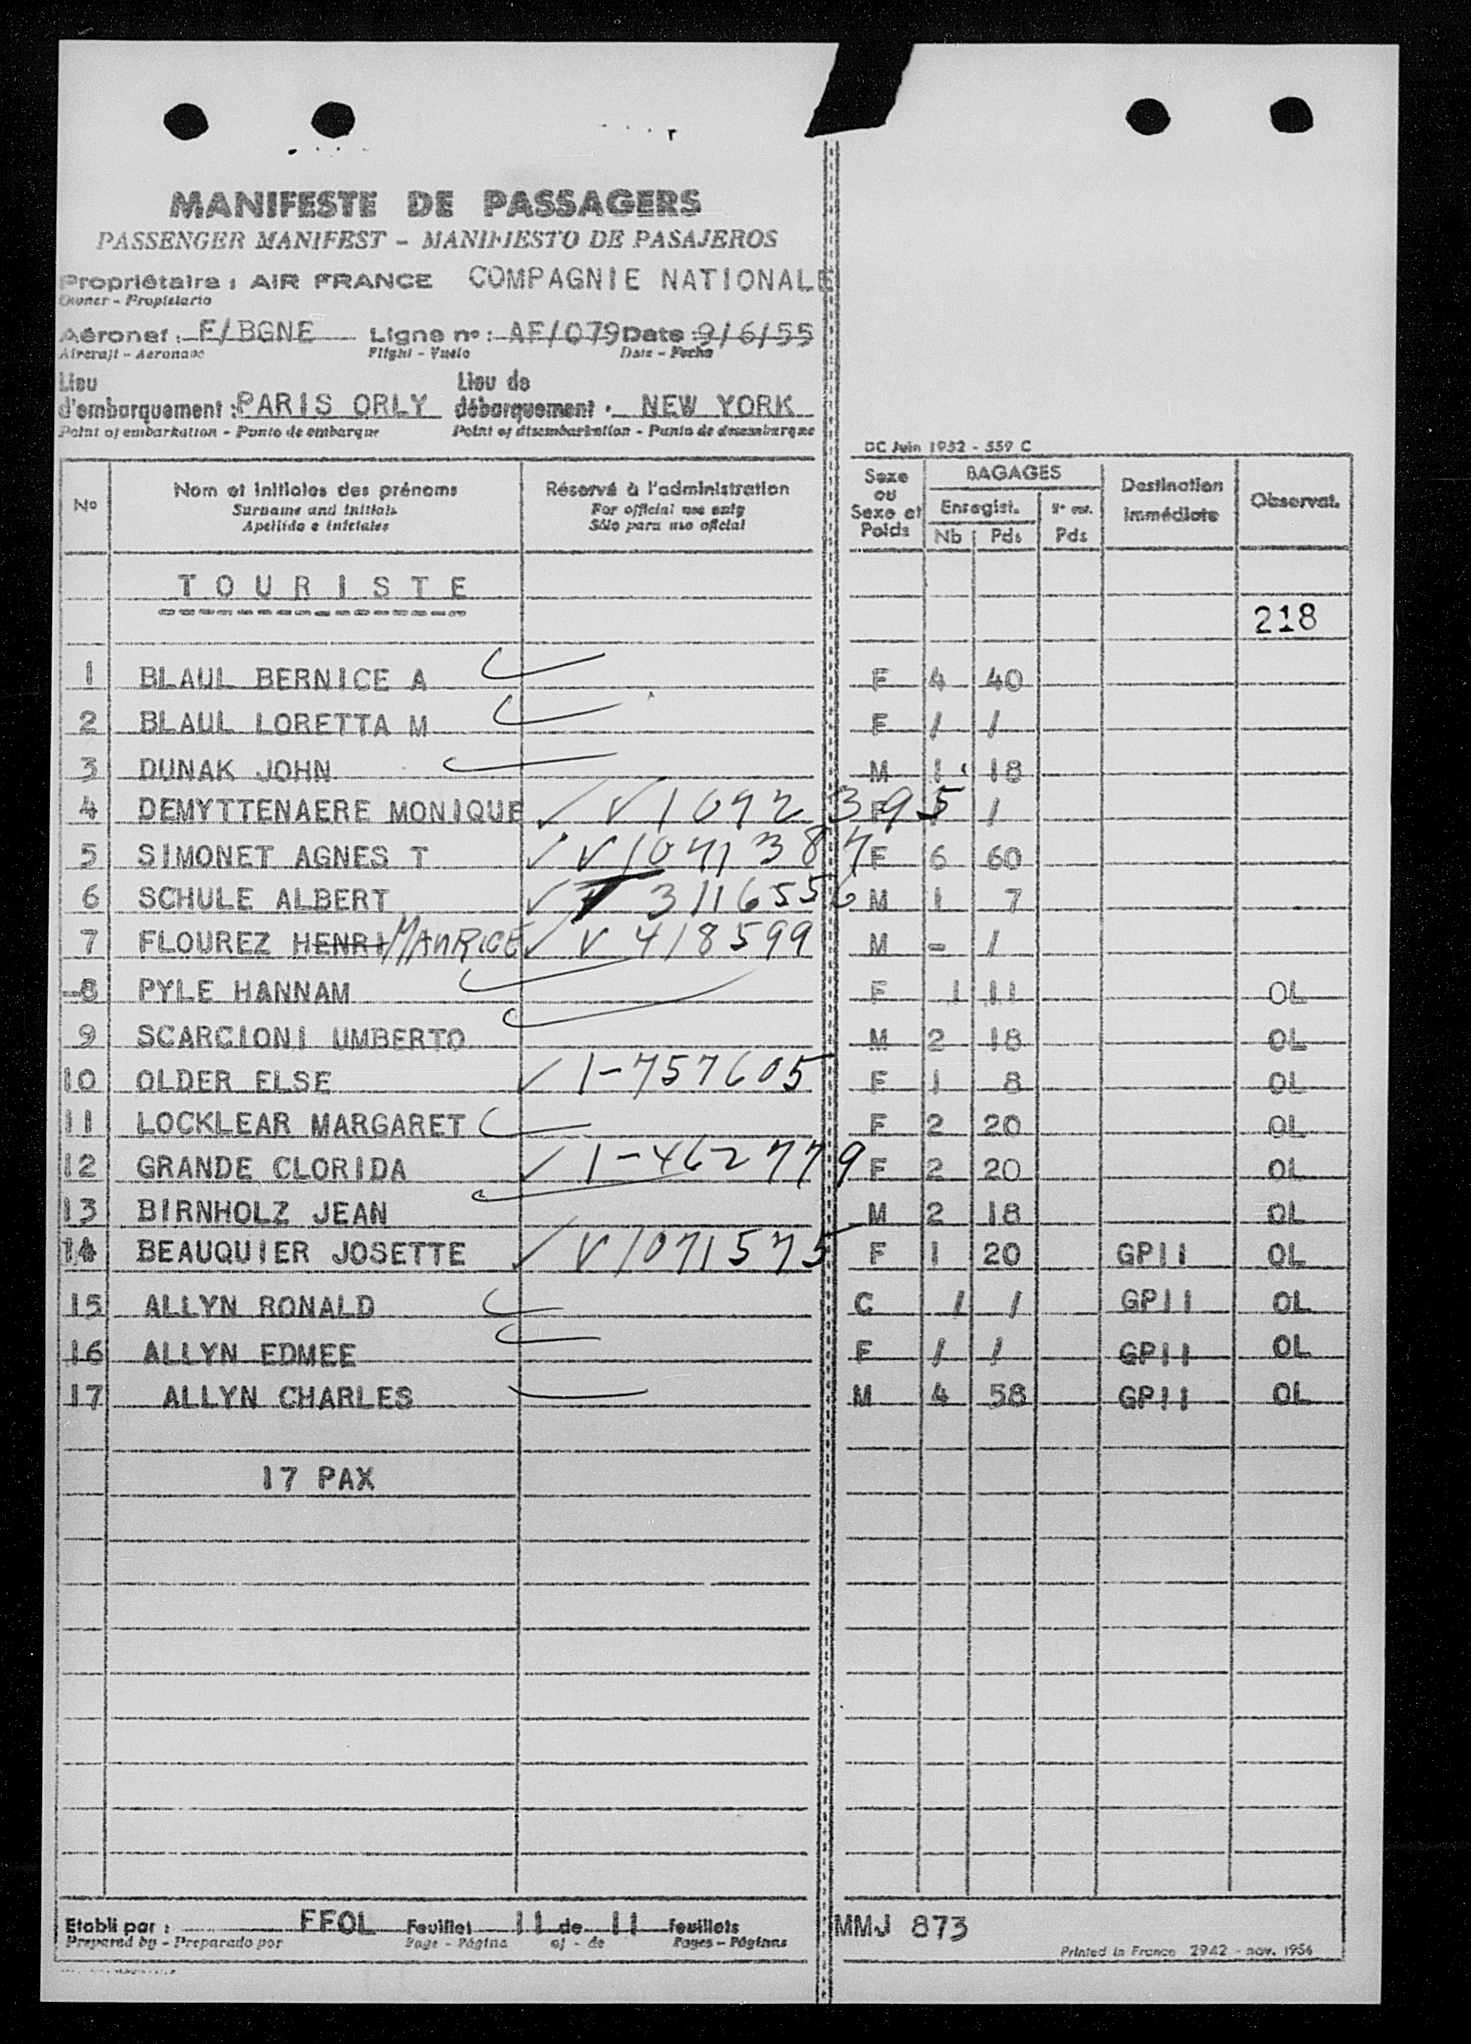 MANIFESTE DE PASSAGERS
PASSENGER MANIFEST - MANIFIESTO DE PASAJEROS
Propriétaire : AIR FRANCE COMPAGNIE NATIONALE
Owner - Propietario
Aéronef : F/BGNE Ligne n° : AF/079 Date : 9/6/55
Aircraft - Aeronave Flight - Vuelo Date - Fecha
Lieu d'embarquement : PARIS ORLY Lieu de débarquement : NEW YORK
Point of embarkation - Punto de embarque Point of disembarkation - Punto de desembarque
DC Juin 1952 - 559 C
N° Nom et initiales des prénoms Réservé à l'administration Sexe ou Sexe et Poids BAGAGES Destination immédiate Observat.
Surname and initials For official use only Enregist. Nb Pds Pds
Apellido e iniciales Sólo para uso oficial
TOURISTE
218
1 BLAUL BERNICE A F 4 40
2 BLAUL LORETTA M F / /
3 DUNAK JOHN M 1 18
4 DEMYTTENAERE MONIQUE ✓ V 1092395 F / /
5 SIMONET AGNES T ✓ V 1071387 F 6 60
6 SCHULE ALBERT ✓ 3116556 M 1 7
7 FLOUREZ HENRI/MAURICE ✓ V 418599 M - /
8 PYLE HANNAM F 1 11 OL
9 SCARCIONI UMBERTO M 2 18 OL
10 OLDER ELSE ✓ 1-757605 F 1 8 OL
11 LOCKLEAR MARGARET F 2 20 OL
12 GRANDE CLORIDA ✓ 1-462779 F 2 20 OL
13 BIRNHOLZ JEAN M 2 18 OL
14 BEAUQUIER JOSETTE ✓ V 1071575 F 1 20 GP11 OL
15 ALLYN RONALD C / / GP11 OL
16 ALLYN EDMEE F / / GP11 OL
17 ALLYN CHARLES M 4 58 GP11 OL
17 PAX
Etabli par : FFOL Feuillet 11 de 11 feuillets MMJ 873
Prepared by - Preparado por Page - Página of - de Pages - Páginas
Printed in France 2942 - nov. 1954